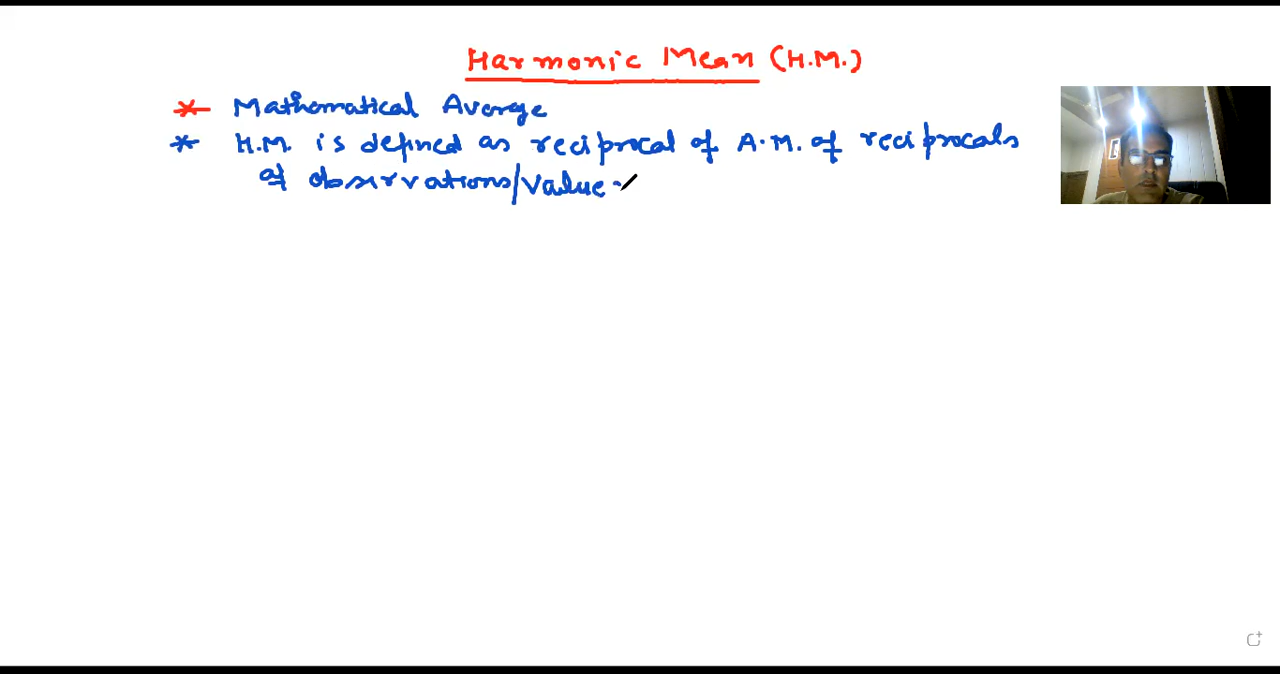 Harmonic Mean (H.M.)
* Mathematical Average
* H.M. is defined as reciprocal of A.M. of reciprocals
of observations/value